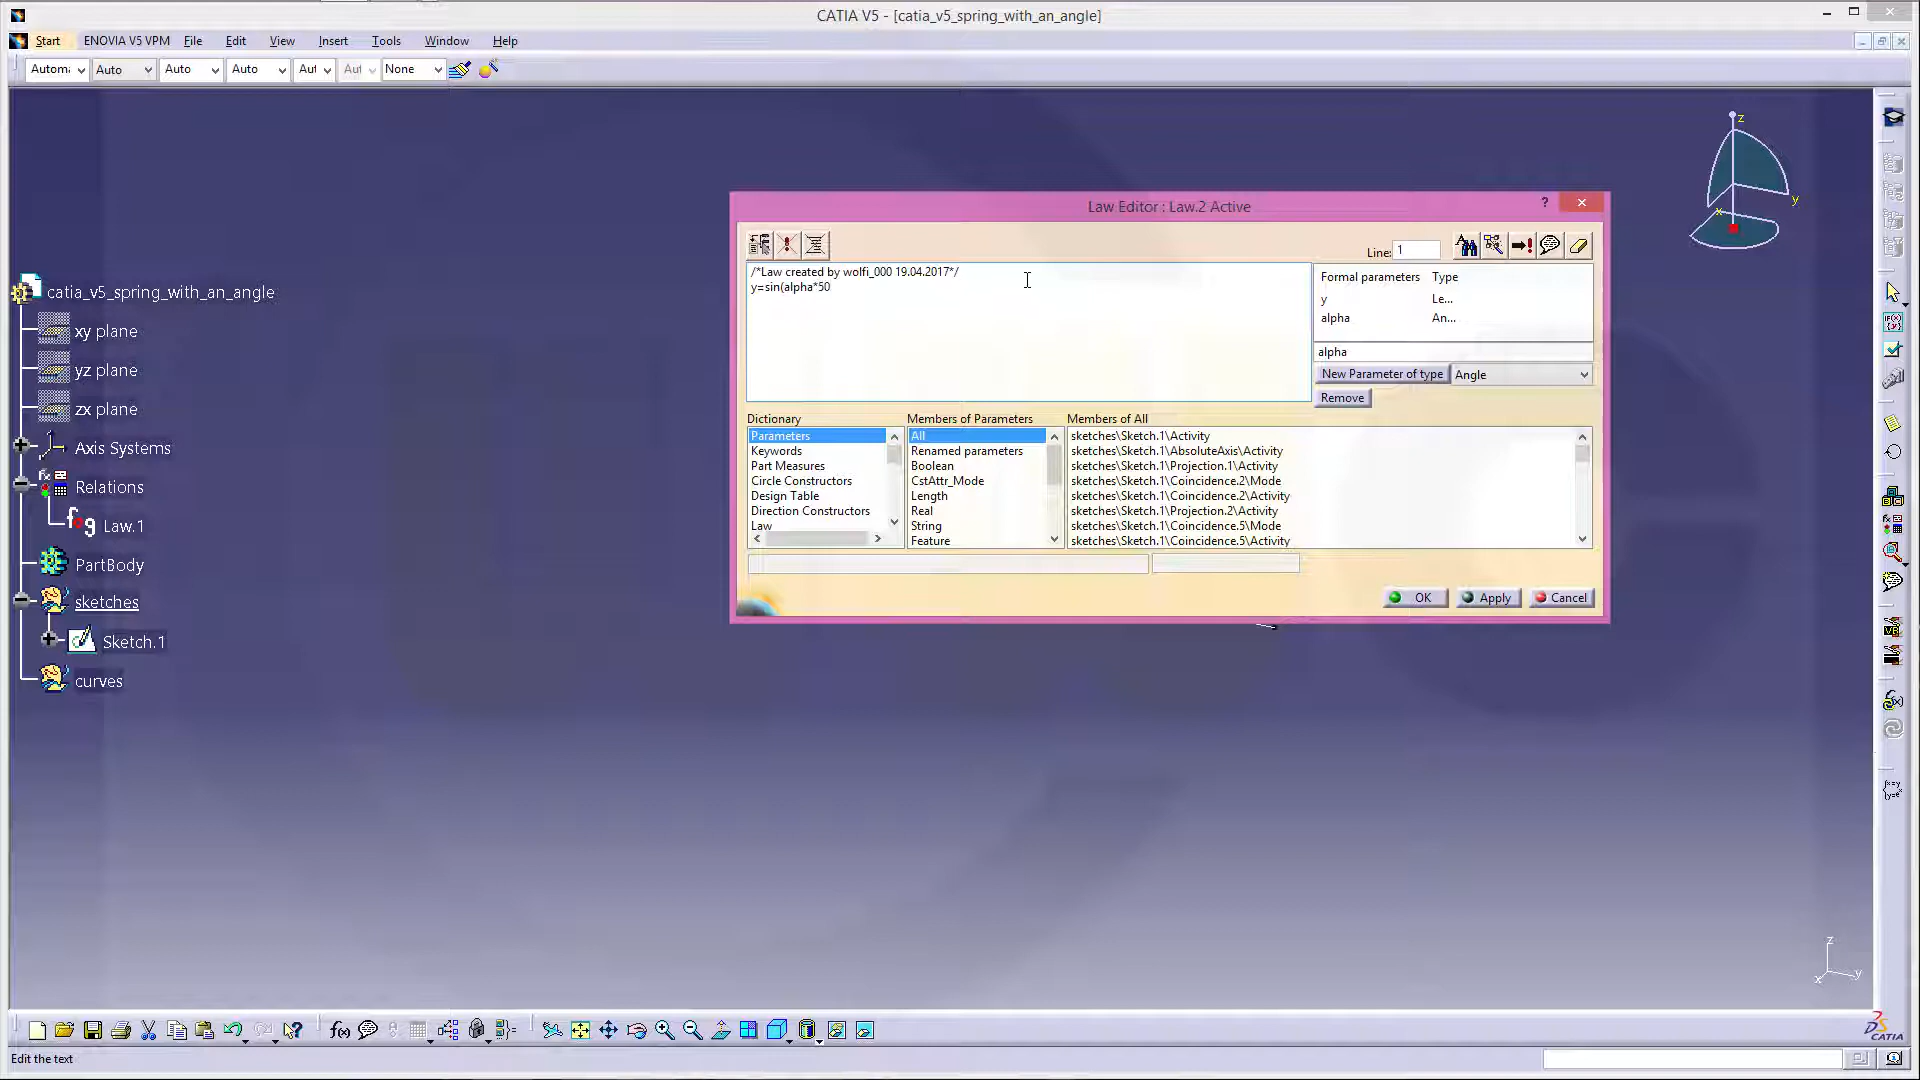 CATIA V5 - [catia_v5_spring_with_an_angle]
Start ENOVIA V5 VPM File Edit View Insert Tools Window Help
Automa Auto Auto Auto Aut Aut None
z
y
x
Law Editor : Law.2 Active
?
Line: 1
/*Law created by wolfi_000 19.04.2017*/
y=sin(alpha*50
Formal parameters Type
y Le...
alpha An...
alpha
New Parameter of type Angle
Remove
catia_v5_spring_with_an_angle
xy plane
yz plane
zx plane
Axis Systems
Relations
Law.1
PartBody
sketches
Sketch.1
curves
Dictionary Members of Parameters Members of All
Parameters All sketches\Sketch.1\Activity
Keywords Renamed parameters sketches\Sketch.1\AbsoluteAxis\Activity
Part Measures Boolean sketches\Sketch.1\Projection.1\Activity
Circle Constructors CstAttr_Mode sketches\Sketch.1\Coincidence.2\Mode
Design Table Length sketches\Sketch.1\Coincidence.2\Activity
Direction Constructors Real sketches\Sketch.1\Projection.2\Activity
Law String sketches\Sketch.1\Coincidence.5\Mode
Feature sketches\Sketch.1\Coincidence.5\Activity
OK Apply Cancel
z
x y
CATIA
Edit the text